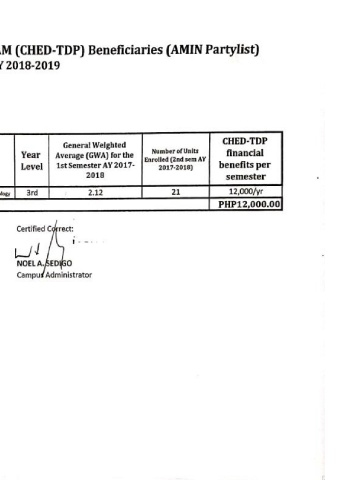 AM (CHED-TDP) Beneficiaries (AMIN Partylist)
Y 2018-2019
Year Level
General Weighted Average (GWA) for the 1st Semester AY 2017-2018
Number of Units Enrolled (2nd sem AY 2017-2018)
CHED-TDP financial benefits per semester
ology 3rd 2.12 21 12,000/yr
PHP12,000.00
Certified Correct:
NOEL A. SEDIGO
Campus Administrator